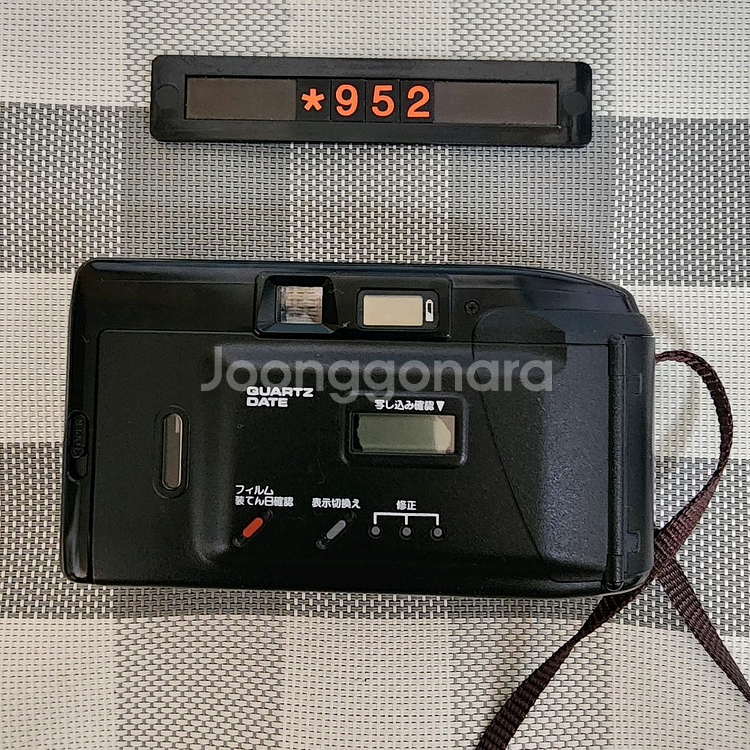 *952
Joonggonara
QUARTZ
DATE
写し込み確認▼
フィルム
装てん日確認
表示切換え
修正